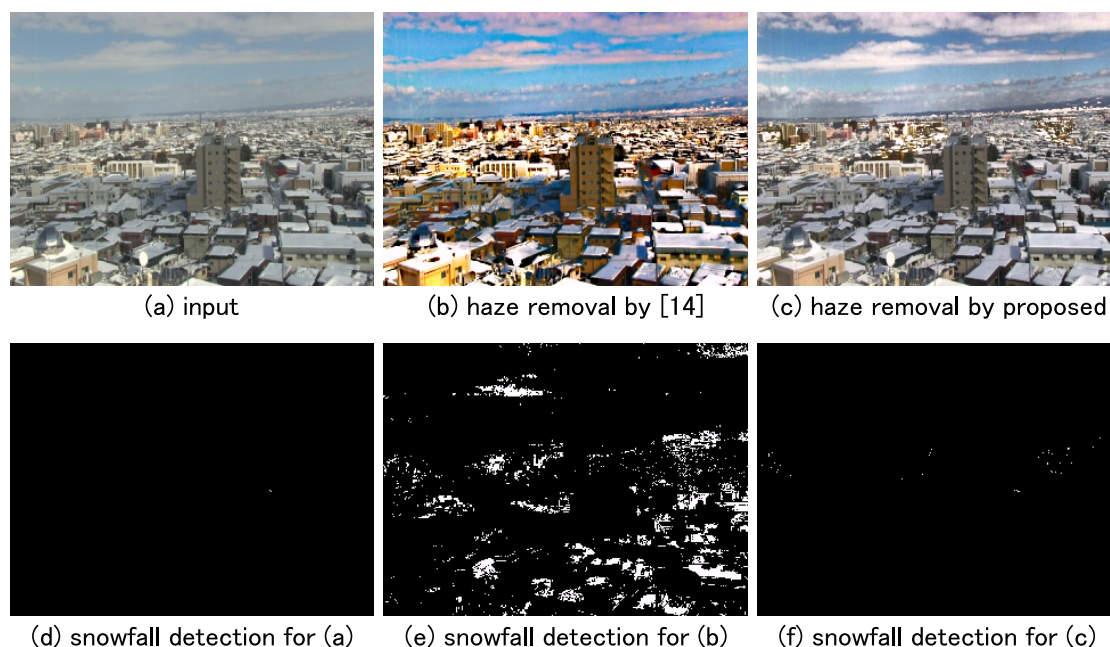 (a) input
(b) haze removal by [14]
(c) haze removal by proposed
(d) snowfall detection for (a)
(e) snowfall detection for (b)
(f) snowfall detection for (c)